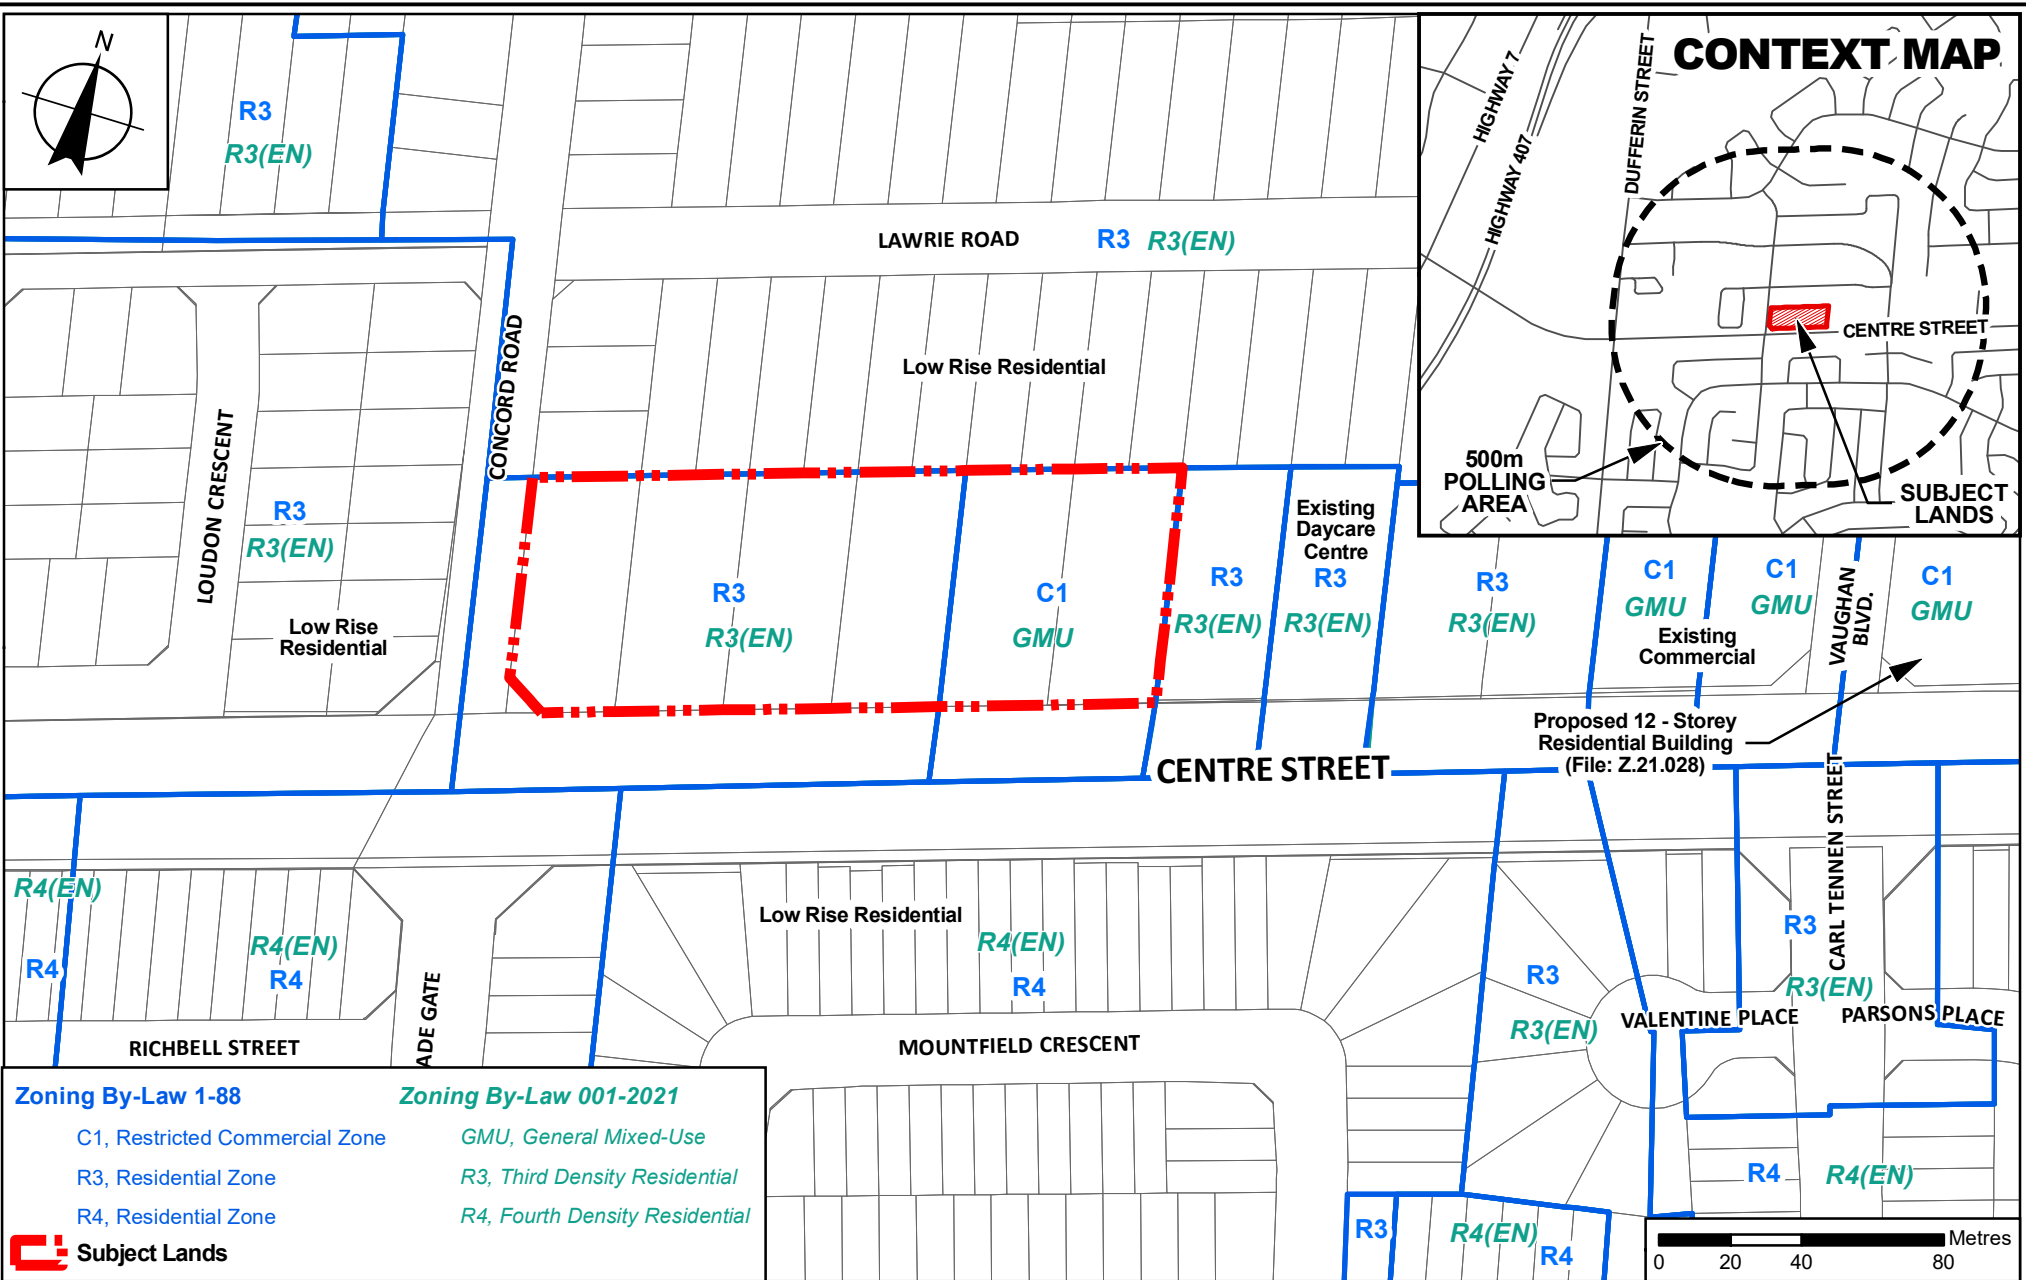 N
CONTEXT MAP
HIGHWAY 7
HIGHWAY 407
DUFFERIN STREET
CENTRE STREET
500m
POLLING
AREA
SUBJECT
LANDS
R3
R3(EN)
LAWRIE ROAD
R3 R3(EN)
CONCORD ROAD
Low Rise Residential
LOUDON CRESCENT
R3
R3(EN)
Low Rise
Residential
R3
R3(EN)
C1
GMU
R3
R3(EN)
Existing
Daycare
Centre
R3
R3(EN)
R3
R3(EN)
C1
GMU
Existing
Commercial
C1
GMU
VAUGHAN
BLVD.
C1
GMU
Proposed 12 - Storey
Residential Building
(File: Z.21.028)
CENTRE STREET
R4(EN)
R4
R4(EN)
R4
RICHBELL STREET
ADE GATE
Low Rise Residential
R4(EN)
R4
MOUNTFIELD CRESCENT
R3
R3(EN)
CARL TENNEN STREET
R3
R3(EN)
VALENTINE PLACE
PARSONS PLACE
R4 R4(EN)
R3
R4(EN)
R4
Zoning By-Law 1-88
C1, Restricted Commercial Zone
R3, Residential Zone
R4, Residential Zone
Zoning By-Law 001-2021
GMU, General Mixed-Use
R3, Third Density Residential
R4, Fourth Density Residential
Subject Lands
Metres
0 20 40 80